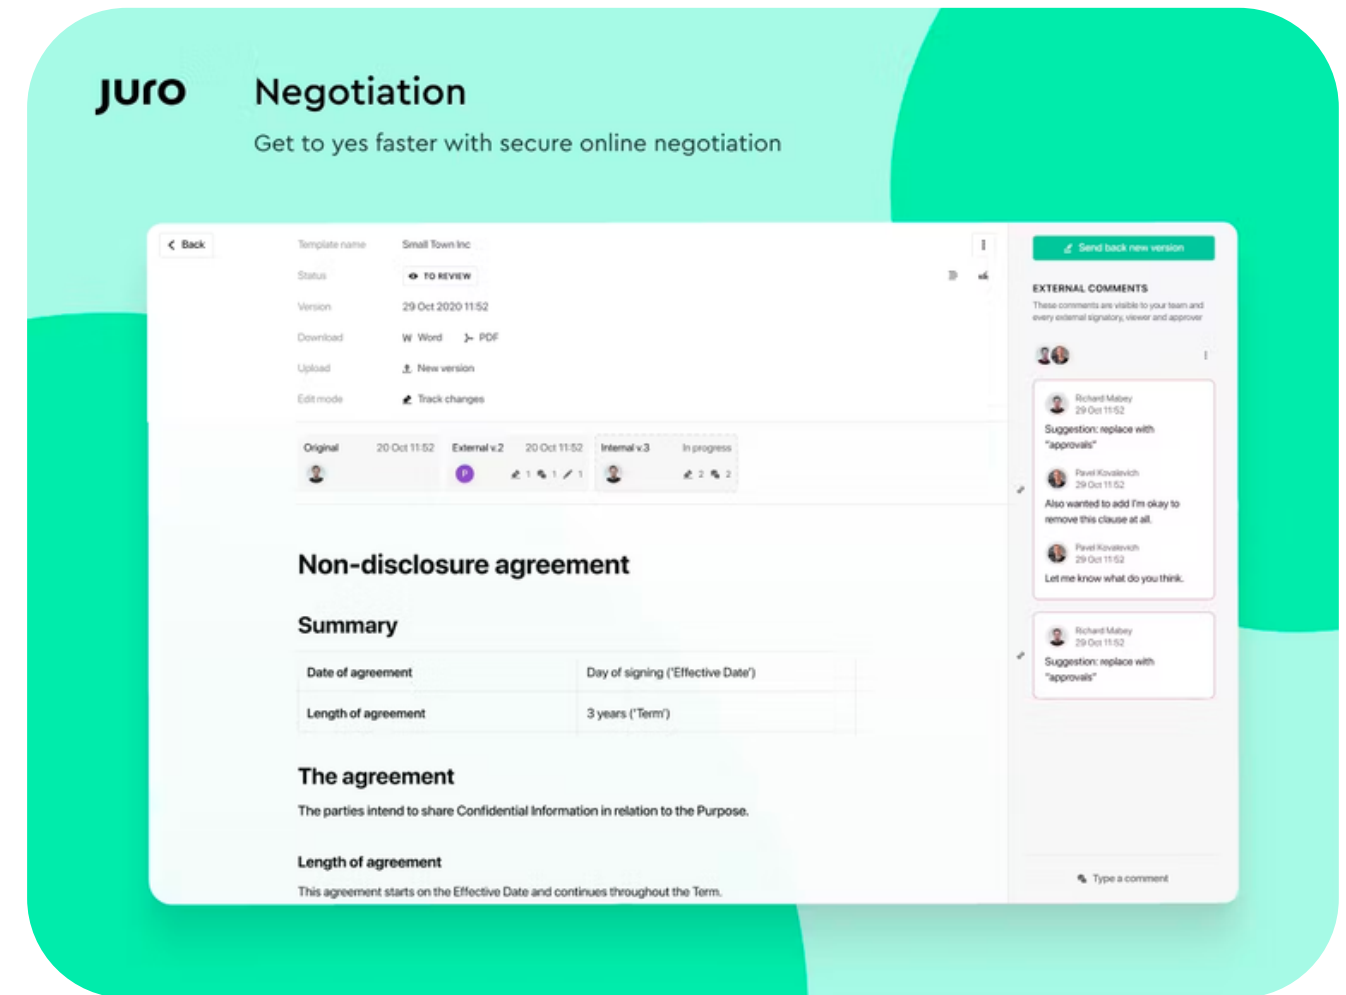 Juro
Negotiation
Get to yes faster with secure online negotiation
Back
Template name Small Town Inc
Status TO REVIEW
Version 29 Oct 2020 11:52
Download W Word PDF
Upload New version
Edit mode Track changes
Original 20 Oct 11:52 External v.2 20 Oct 11:52 Internal v.3 In progress
P 1 1 1 2 2
Non-disclosure agreement
Summary
Date of agreement Day of signing ('Effective Date')
Length of agreement 3 years ('Term')
The agreement
The parties intend to share Confidential Information in relation to the Purpose.
Length of agreement
This agreement starts on the Effective Date and continues throughout the Term.
Send back new version
EXTERNAL COMMENTS
These comments are visible to your team and
every external signatory, viewer and approver
Richard Mabey
29 Oct 11:52
Suggestion: replace with
"approvals"
Pavel Kovalevich
29 Oct 11:52
Also wanted to add I'm okay to
remove this clause at all.
Pavel Kovalevich
29 Oct 11:52
Let me know what do you think.
Richard Mabey
29 Oct 11:52
Suggestion: replace with
"approvals"
Type a comment